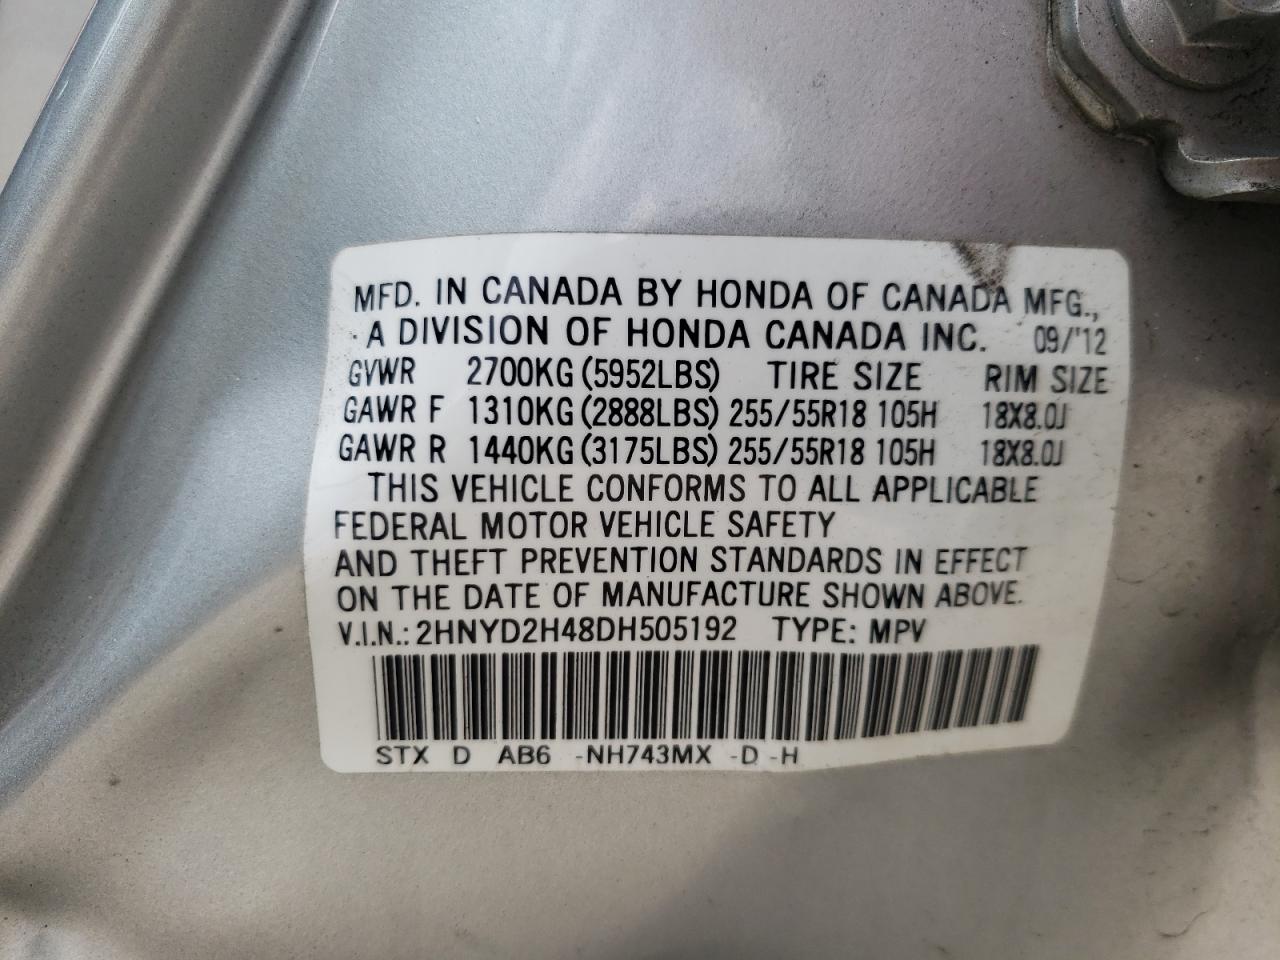 MFD. IN CANADA BY HONDA OF CANADA MFG.,
A DIVISION OF HONDA CANADA INC. 09/'12
GVWR 2700KG (5952LBS) TIRE SIZE RIM SIZE
GAWR F 1310KG (2888LBS) 255/55R18 105H 18X8.0J
GAWR R 1440KG (3175LBS) 255/55R18 105H 18X8.0J
THIS VEHICLE CONFORMS TO ALL APPLICABLE
FEDERAL MOTOR VEHICLE SAFETY
AND THEFT PREVENTION STANDARDS IN EFFECT
ON THE DATE OF MANUFACTURE SHOWN ABOVE.
V.I.N.: 2HNYD2H48DH505192 TYPE: MPV
STX D AB6 -NH743MX -D -H